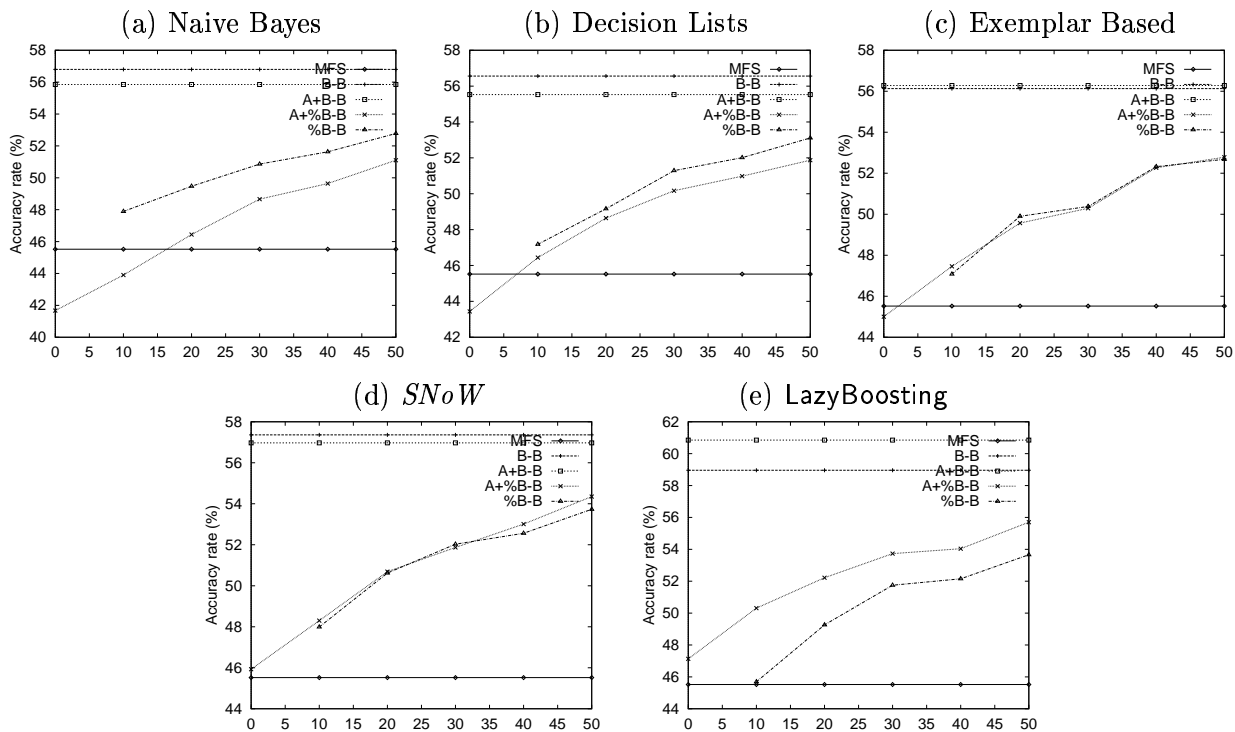 (a) Naive Bayes
Accuracy rate (%)
58
56
54
52
50
48
46
44
42
40
0 5 10 15 20 25 30 35 40 45 50
MFS
B-B
A+B-B
A+%B-B
%B-B
(b) Decision Lists
Accuracy rate (%)
58
56
54
52
50
48
46
44
42
0 5 10 15 20 25 30 35 40 45 50
MFS
B-B
A+B-B
A+%B-B
%B-B
(c) Exemplar Based
Accuracy rate (%)
58
56
54
52
50
48
46
44
0 5 10 15 20 25 30 35 40 45 50
MFS
B-B
A+B-B
A+%B-B
%B-B
(d) SNoW
Accuracy rate (%)
58
56
54
52
50
48
46
44
0 5 10 15 20 25 30 35 40 45 50
MFS
B-B
A+B-B
A+%B-B
%B-B
(e) LazyBoosting
Accuracy rate (%)
62
60
58
56
54
52
50
48
46
44
0 5 10 15 20 25 30 35 40 45 50
MFS
B-B
A+B-B
A+%B-B
%B-B